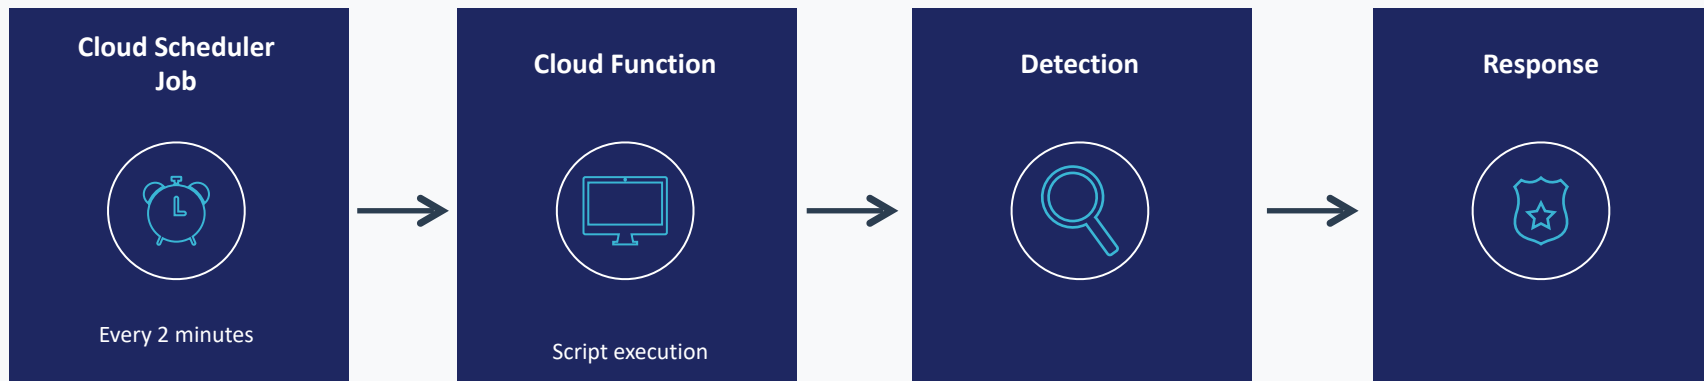 Cloud Scheduler
Job
Every 2 minutes
Cloud Function
Script execution
Detection
Response